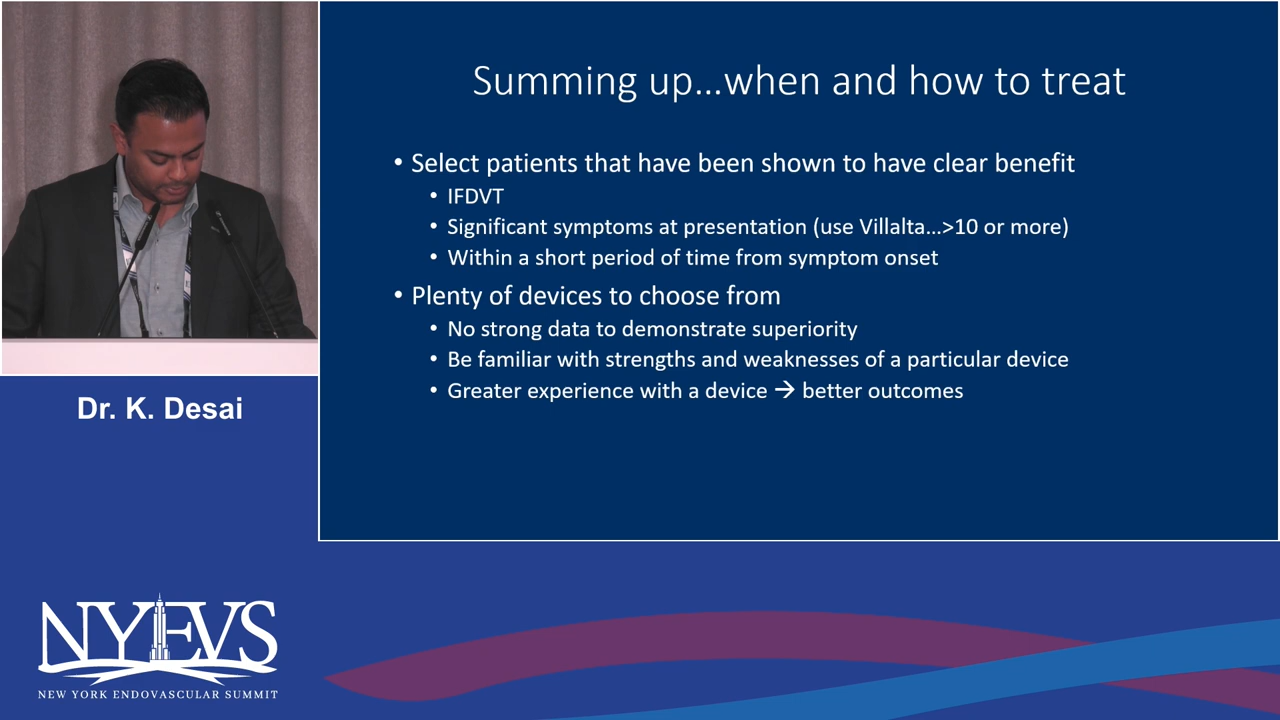 Summing up...when and how to treat
• Select patients that have been shown to have clear benefit
• IFDVT
• Significant symptoms at presentation (use Villalta...>10 or more)
• Within a short period of time from symptom onset
• Plenty of devices to choose from
• No strong data to demonstrate superiority
• Be familiar with strengths and weaknesses of a particular device
• Greater experience with a device → better outcomes
Dr. K. Desai
NYEVS
NEW YORK ENDOVASCULAR SUMMIT